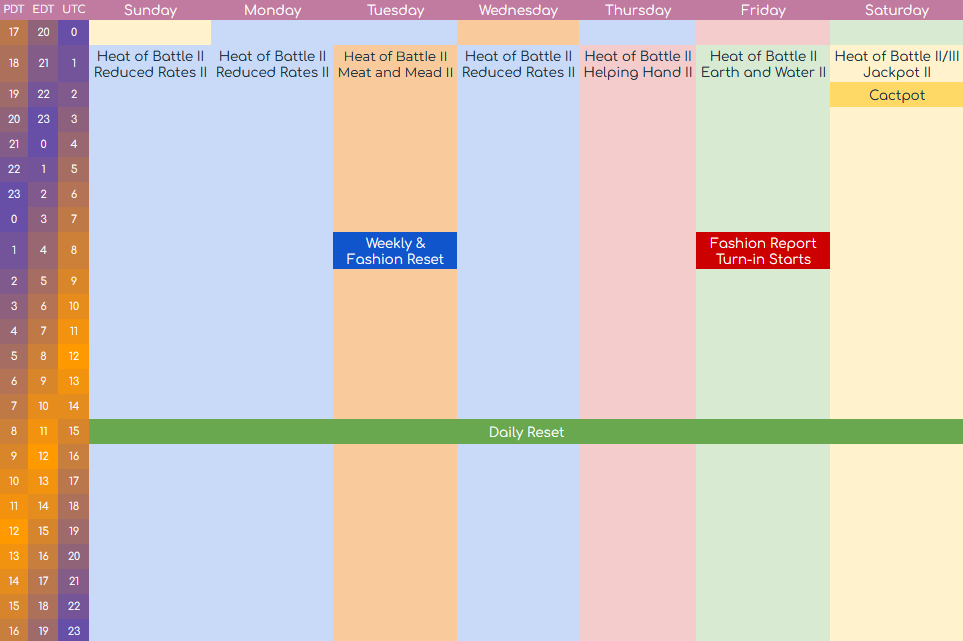 PDT EDT UTC Sunday Monday Tuesday Wednesday Thursday Friday Saturday
17 20 0
18 21 1 Heat of Battle II Heat of Battle II Heat of Battle II Heat of Battle II Heat of Battle II Heat of Battle II Heat of Battle II/III
Reduced Rates II Reduced Rates II Meat and Mead II Reduced Rates II Helping Hand II Earth and Water II Jackpot II
19 22 2 Cactpot
20 23 3
21 0 4
22 1 5
23 2 6
0 3 7
1 4 8 Weekly & Fashion Report
Fashion Reset Turn-in Starts
2 5 9
3 6 10
4 7 11
5 8 12
6 9 13
7 10 14
8 11 15 Daily Reset
9 12 16
10 13 17
11 14 18
12 15 19
13 16 20
14 17 21
15 18 22
16 19 23